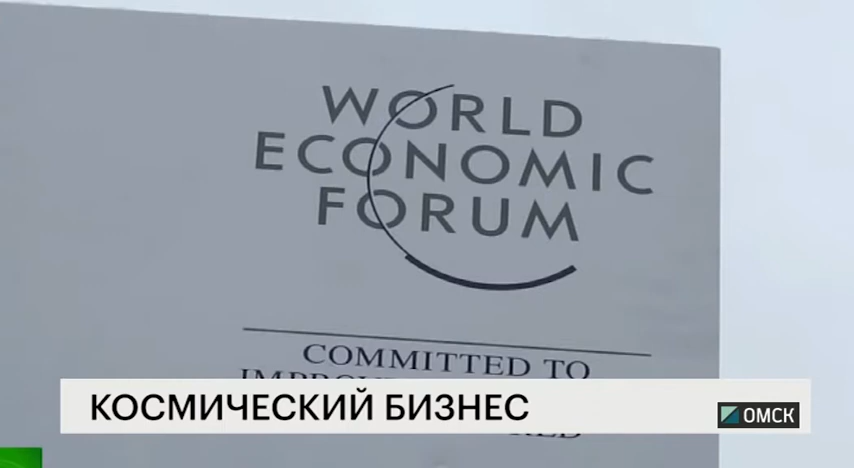 WORLD
ECONOMIC
FORUM
COMMITTED TO
КОСМИЧЕСКИЙ БИЗНЕС
ОМСК